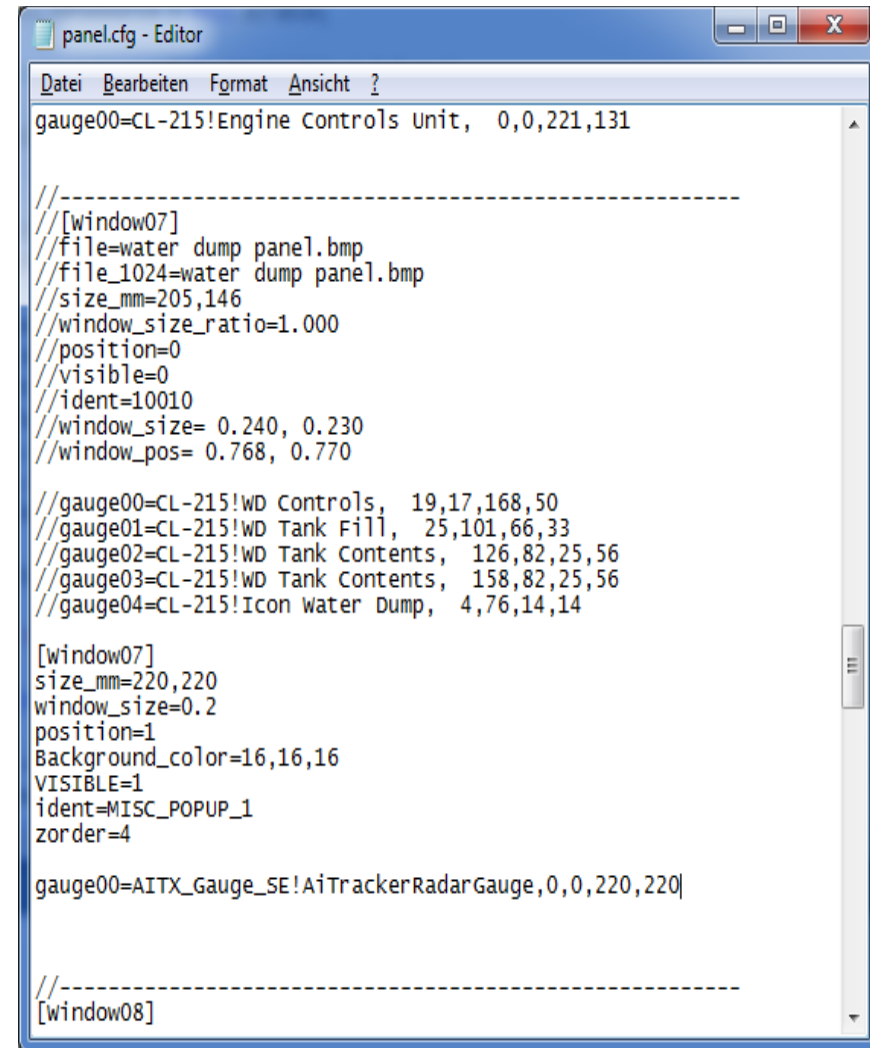 panel.cfg - Editor
Datei Bearbeiten Format Ansicht ?
gauge00=CL-215!Engine Controls Unit,  0,0,221,131
//--------------------------------------------------------
//[Window07]
//file=water dump panel.bmp
//file_1024=water dump panel.bmp
//size_mm=205,146
//window_size_ratio=1.000
//position=0
//visible=0
//ident=10010
//window_size= 0.240, 0.230
//window_pos= 0.768, 0.770
//gauge00=CL-215!WD Controls,  19,17,168,50
//gauge01=CL-215!WD Tank Fill,  25,101,66,33
//gauge02=CL-215!WD Tank Contents,  126,82,25,56
//gauge03=CL-215!WD Tank Contents,  158,82,25,56
//gauge04=CL-215!Icon Water Dump,  4,76,14,14
[Window07]
size_mm=220,220
window_size=0.2
position=1
Background_color=16,16,16
VISIBLE=1
ident=MISC_POPUP_1
zorder=4
gauge00=AITX_Gauge_SE!AiTrackerRadarGauge,0,0,220,220
//--------------------------------------------------------
[Window08]